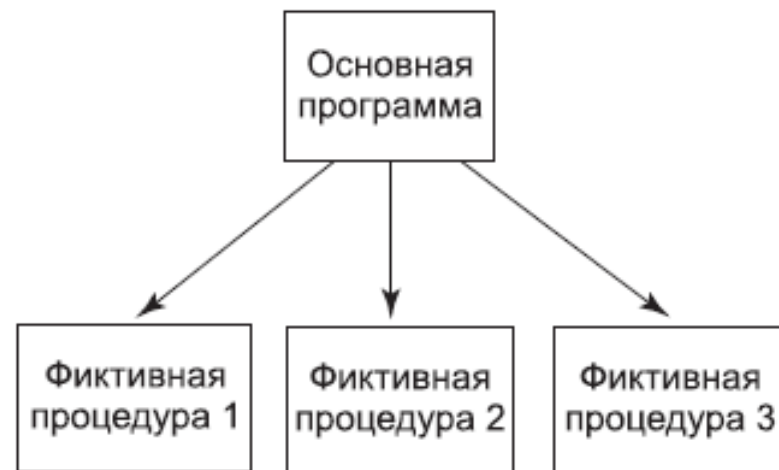 Основная
программа
Фиктивная
процедура 1
Фиктивная
процедура 2
Фиктивная
процедура 3